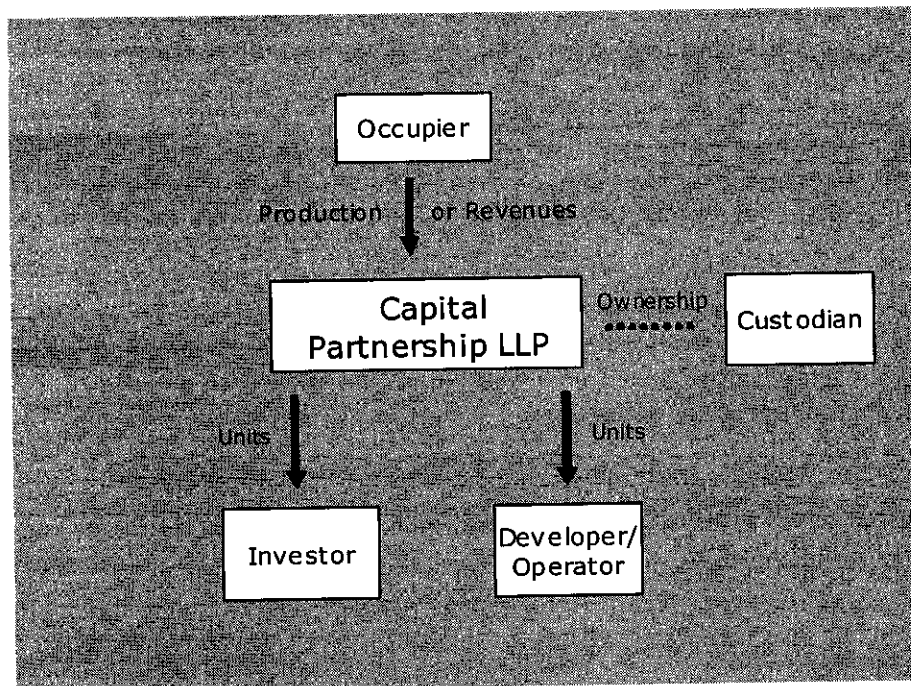 Occupier
Production or Revenues
Capital
Partnership LLP
Ownership
Custodian
Units
Units
Investor
Developer/
Operator